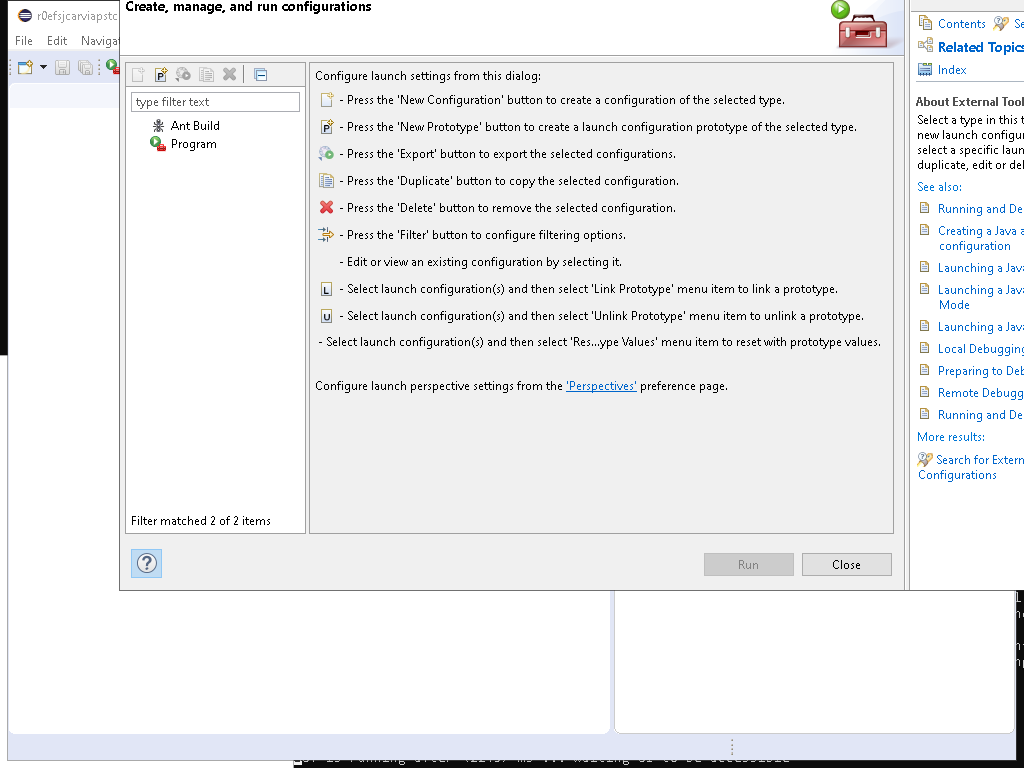 Create, manage, and run configurations
r0efsjcarviapstc
File Edit Naviga
type filter text
Ant Build
Program
Filter matched 2 of 2 items
Configure launch settings from this dialog:
- Press the 'New Configuration' button to create a configuration of the selected type.
- Press the 'New Prototype' button to create a launch configuration prototype of the selected type.
- Press the 'Export' button to export the selected configurations.
- Press the 'Duplicate' button to copy the selected configuration.
- Press the 'Delete' button to remove the selected configuration.
- Press the 'Filter' button to configure filtering options.
- Edit or view an existing configuration by selecting it.
- Select launch configuration(s) and then select 'Link Prototype' menu item to link a prototype.
- Select launch configuration(s) and then select 'Unlink Prototype' menu item to unlink a prototype.
- Select launch configuration(s) and then select 'Res...ype Values' menu item to reset with prototype values.
Configure launch perspective settings from the 'Perspectives' preference page.
Run Close
Contents Se
Related Topics
Index
About External Tool
Select a type in this t
new launch configur
select a specific laun
duplicate, edit or del
See also:
Running and De
Creating a Java a
configuration
Launching a Java
Launching a Java
Mode
Launching a Java
Local Debugging
Preparing to Deb
Remote Debugg
Running and De
More results:
Search for Extern
Configurations